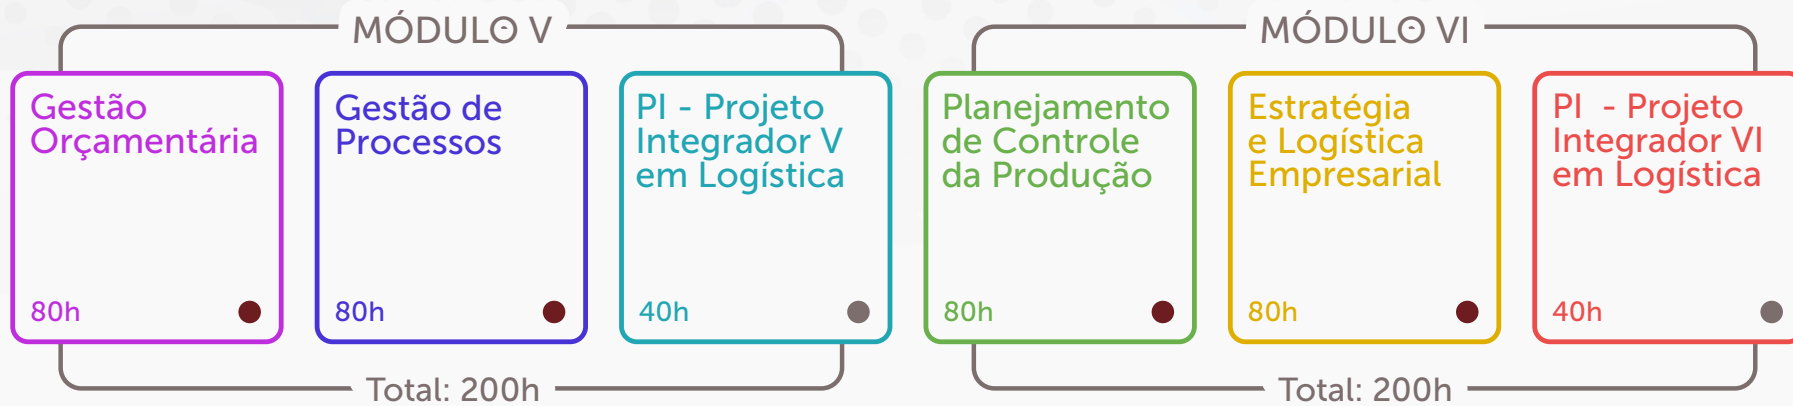 MÓDULO V
Gestão
Orçamentária
80h
Gestão de
Processos
80h
PI - Projeto
Integrador V
em Logística
40h
Total: 200h
MÓDULO VI
Planejamento
de Controle
da Produção
80h
Estratégia
e Logística
Empresarial
80h
PI - Projeto
Integrador VI
em Logística
40h
Total: 200h